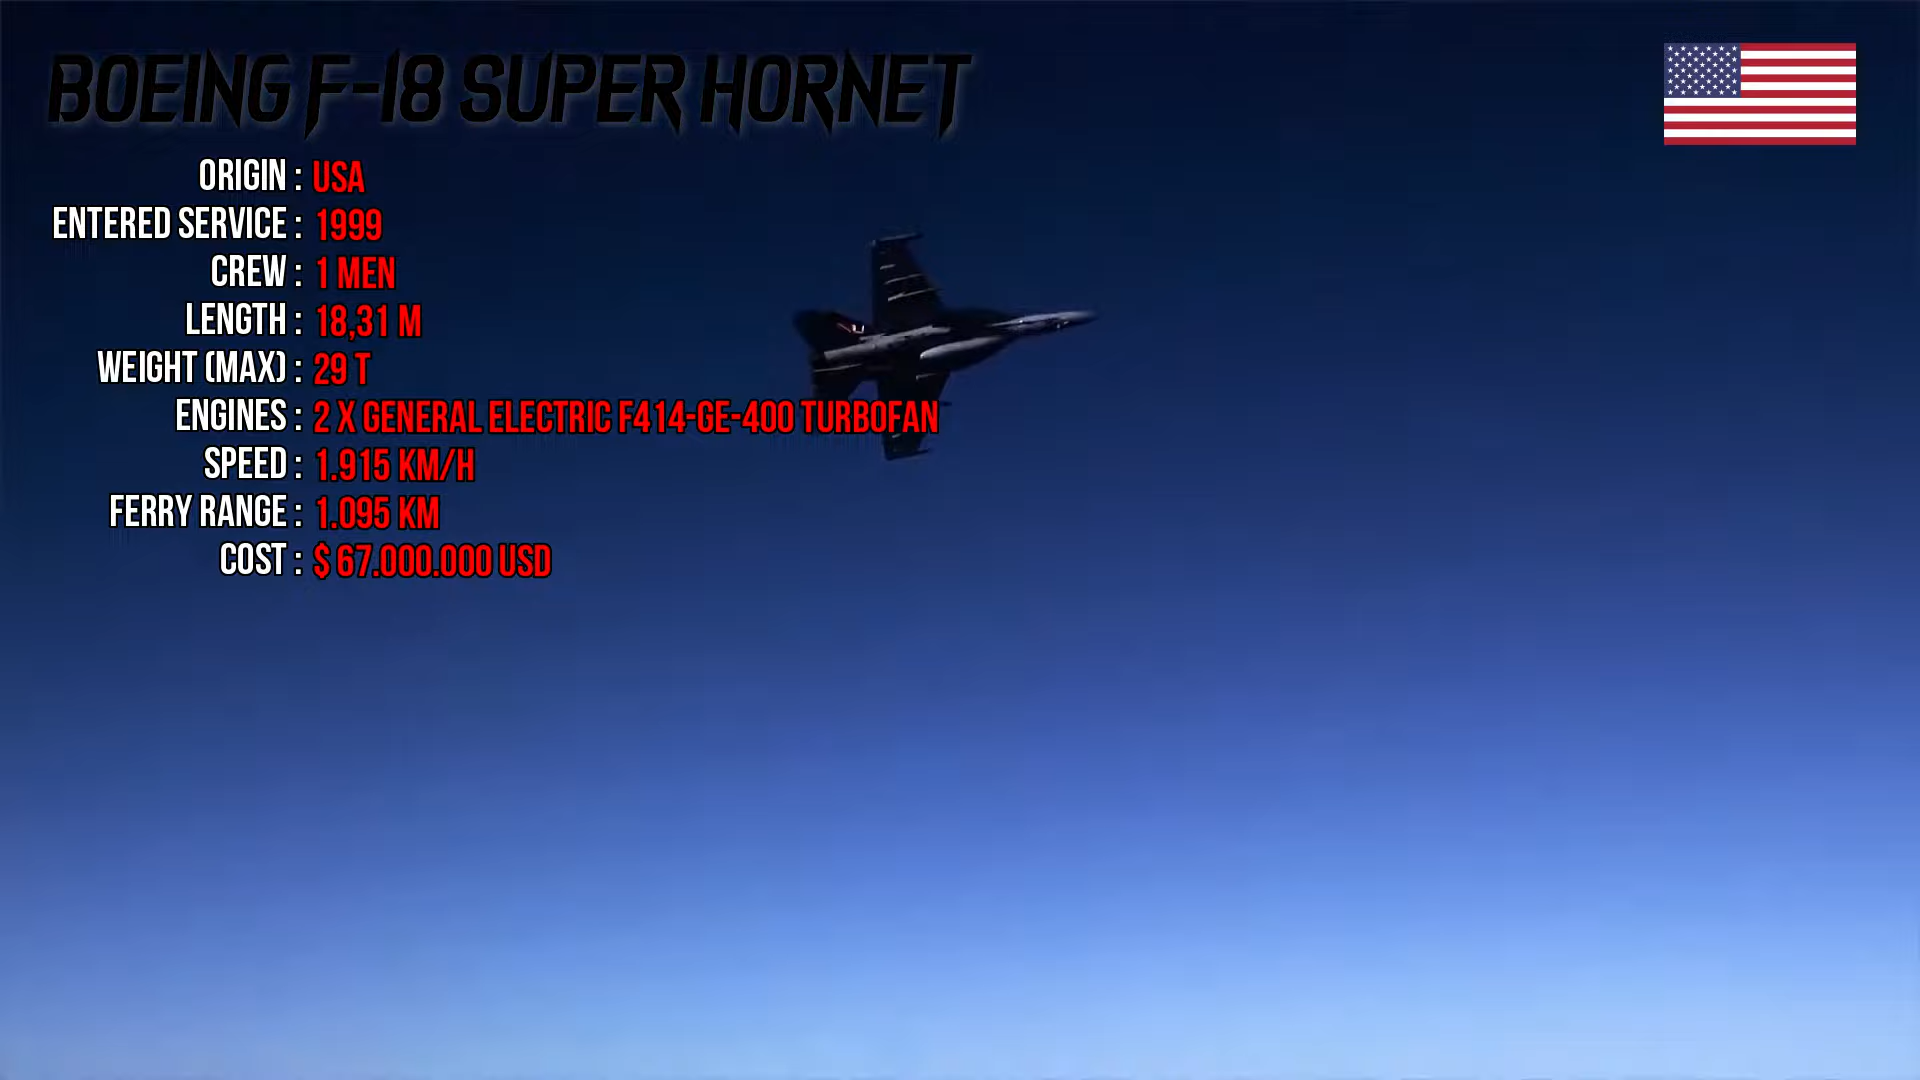 BOEING F-18 SUPER HORNET
ORIGIN : USA
ENTERED SERVICE : 1999
CREW : 1 MEN
LENGTH : 18,31 M
WEIGHT (MAX) : 29 T
ENGINES : 2 X GENERAL ELECTRIC F414-GE-400 TURBOFAN
SPEED : 1.915 KM/H
FERRY RANGE : 1.095 KM
COST : $ 67.000.000 USD